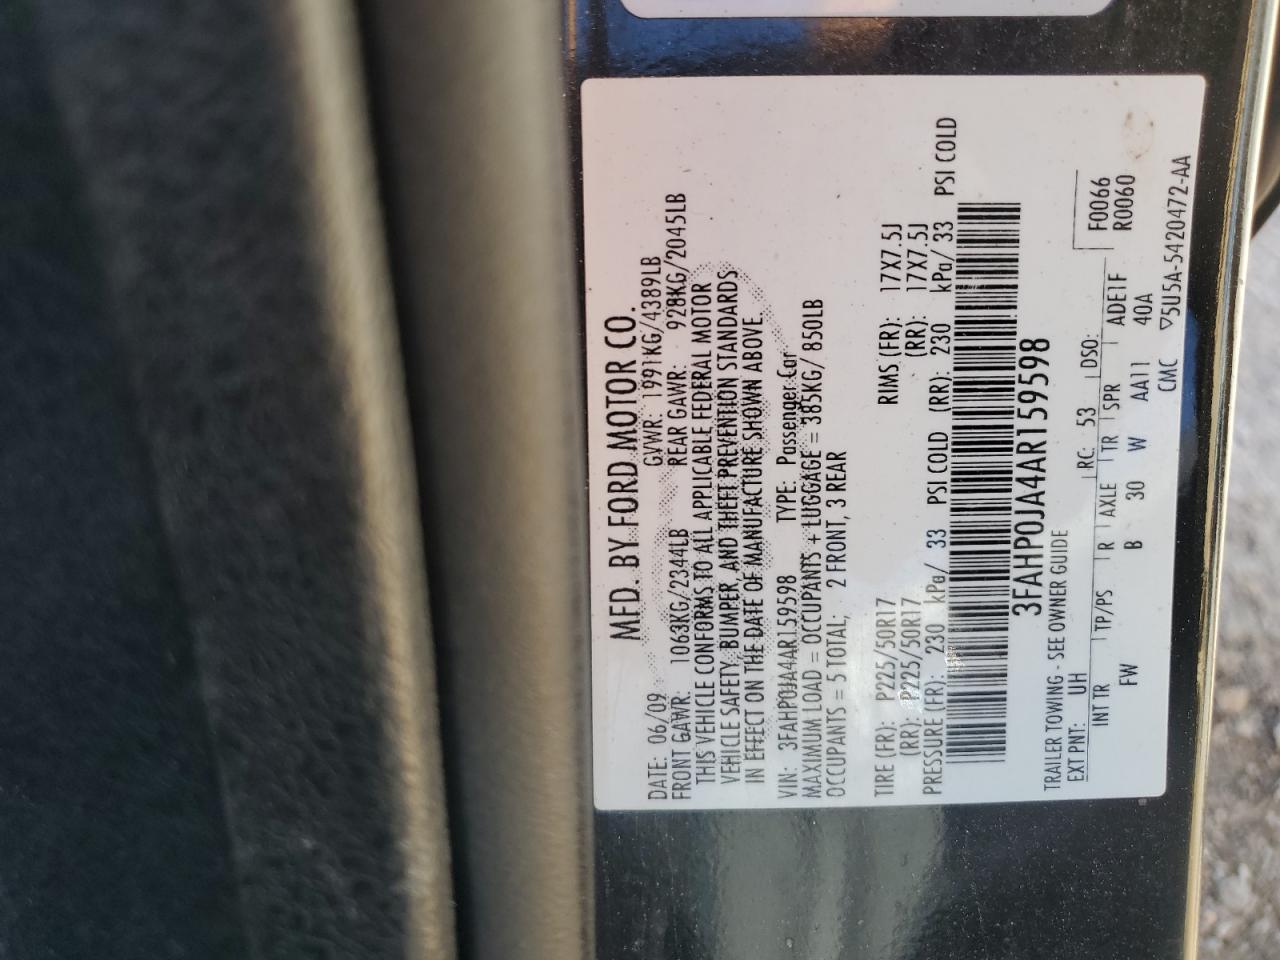 MFD. BY FORD MOTOR CO.
DATE: 06/09 GVWR: 1991KG/4389LB
FRONT GAWR: 1063KG/2344LB REAR GAWR: 928KG/2045LB
THIS VEHICLE CONFORMS TO ALL APPLICABLE FEDERAL MOTOR
VEHICLE SAFETY, BUMPER, AND THEFT PREVENTION STANDARDS
IN EFFECT ON THE DATE OF MANUFACTURE SHOWN ABOVE.
VIN: 3FAHP0JA4AR159598 TYPE: Passenger Car
MAXIMUM LOAD = OCCUPANTS + LUGGAGE = 385KG/ 850LB
OCCUPANTS = 5 TOTAL; 2 FRONT, 3 REAR
TIRE (FR): P225/50R17 RIMS (FR): 17X7.5J
(RR): P225/50R17 (RR): 17X7.5J
PRESSURE (FR): 230 kPa/ 33 PSI COLD (RR): 230 kPa/ 33 PSI COLD
3FAHP0JA4AR159598
TRAILER TOWING - SEE OWNER GUIDE F0066
EXT PNT: UH RC: 53 DSO: R0060
INT TR TP/PS R AXLE TR SPR ADE1F
FW B 30 W AA11 40A
CMC ▽5U5A-5420472-AA